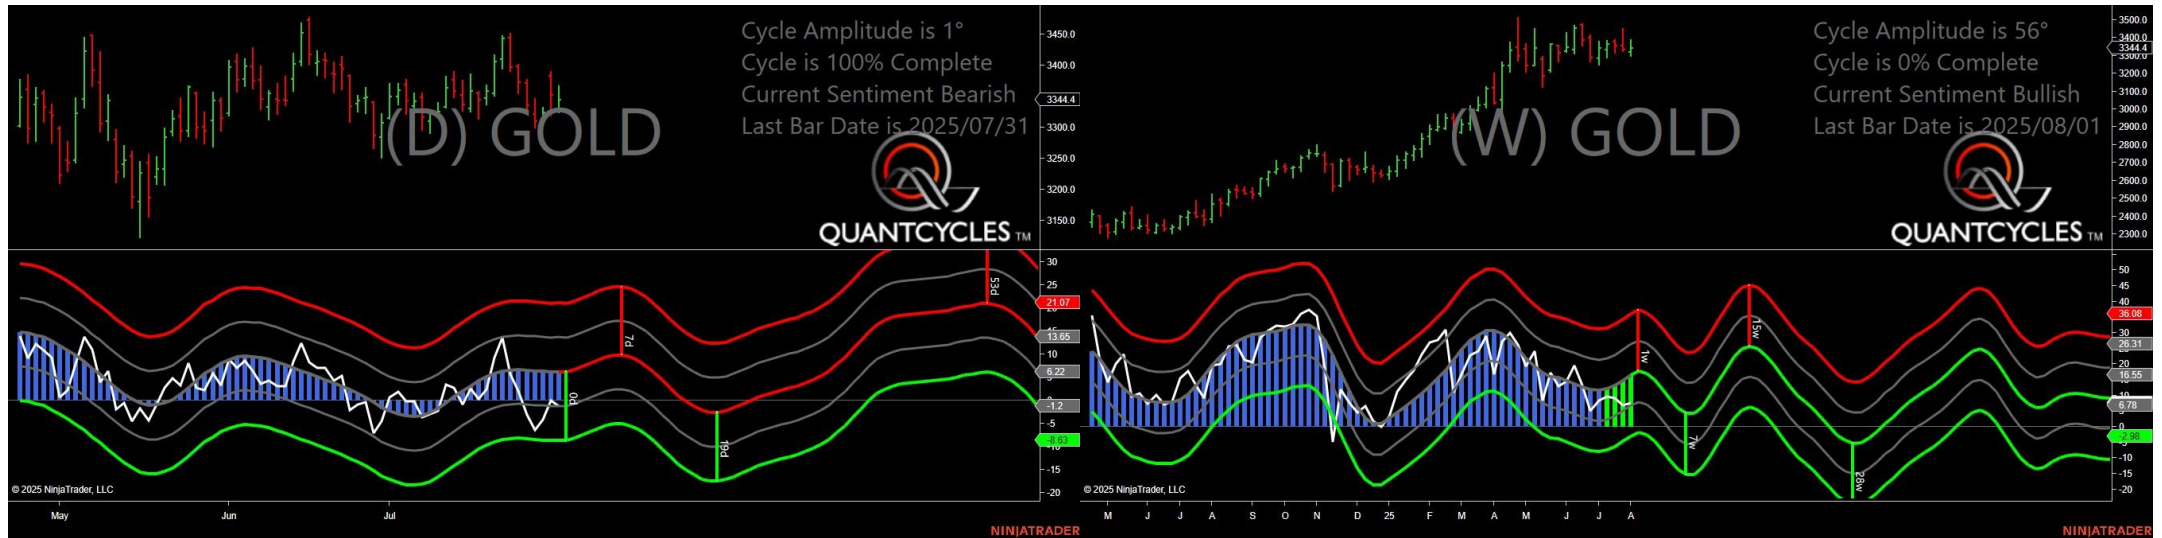 Cycle Amplitude is 1°
Cycle is 100% Complete
Current Sentiment Bearish
Last Bar Date is 2025/07/31
(D) GOLD
QUANTCYCLES TM
3450.0
3400.0
3344.4
3300.0
3250.0
3200.0
3150.0
30
25
21.07
13.65
10
6.22
-1.2
-5
-8.63
-15
-20
0d
7d
19d
53d
© 2025 NinjaTrader, LLC
May
Jun
Jul
NINJATRADER
Cycle Amplitude is 56°
Cycle is 0% Complete
Current Sentiment Bullish
Last Bar Date is 2025/08/01
(W) GOLD
QUANTCYCLES TM
3500.0
3400.0
3344.4
3300.0
3200.0
3100.0
3000.0
2900.0
2800.0
2700.0
2600.0
2500.0
2400.0
2300.0
50
45
40
36.08
30
26.31
16.55
6.78
0
-2.98
-10
-15
-20
1w
7w
15w
28w
© 2025 NinjaTrader, LLC
M J J A S O N D 25 F M A M J J A
NINJATRADER